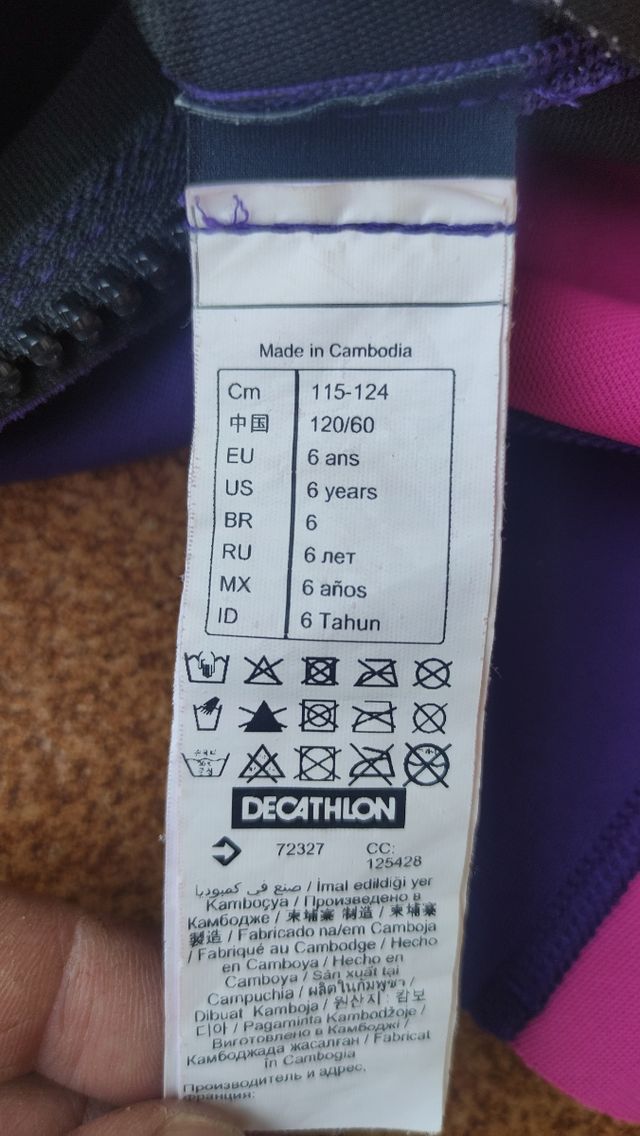 Made in Cambodia
Cm 115-124
中国 120/60
EU 6 ans
US 6 years
BR 6
RU 6 лет
MX 6 años
ID 6 Tahun
DECATHLON
72327 CC:
125428
صنع في كمبوديا / İmal edildiği yer
Kamboçya / Произведено в
Камбодже / 柬埔寨 制造 / 柬埔寨
製造 / Fabricado na/em Camboja
/ Fabriqué au Cambodge / Hecho
en Camboya / Hecho en
Camboya / Sản xuất tại
Campuchia / ผลิตในกัมพูชา /
Dibuat Kamboja / 원산지 : 캄보
디아 / Pagaminta Kambodžoje /
Виготовлено в Камбоджі /
Камбоджада жасалған / Fabricat
in Cambogia
Производитель и адрес,
Франция: